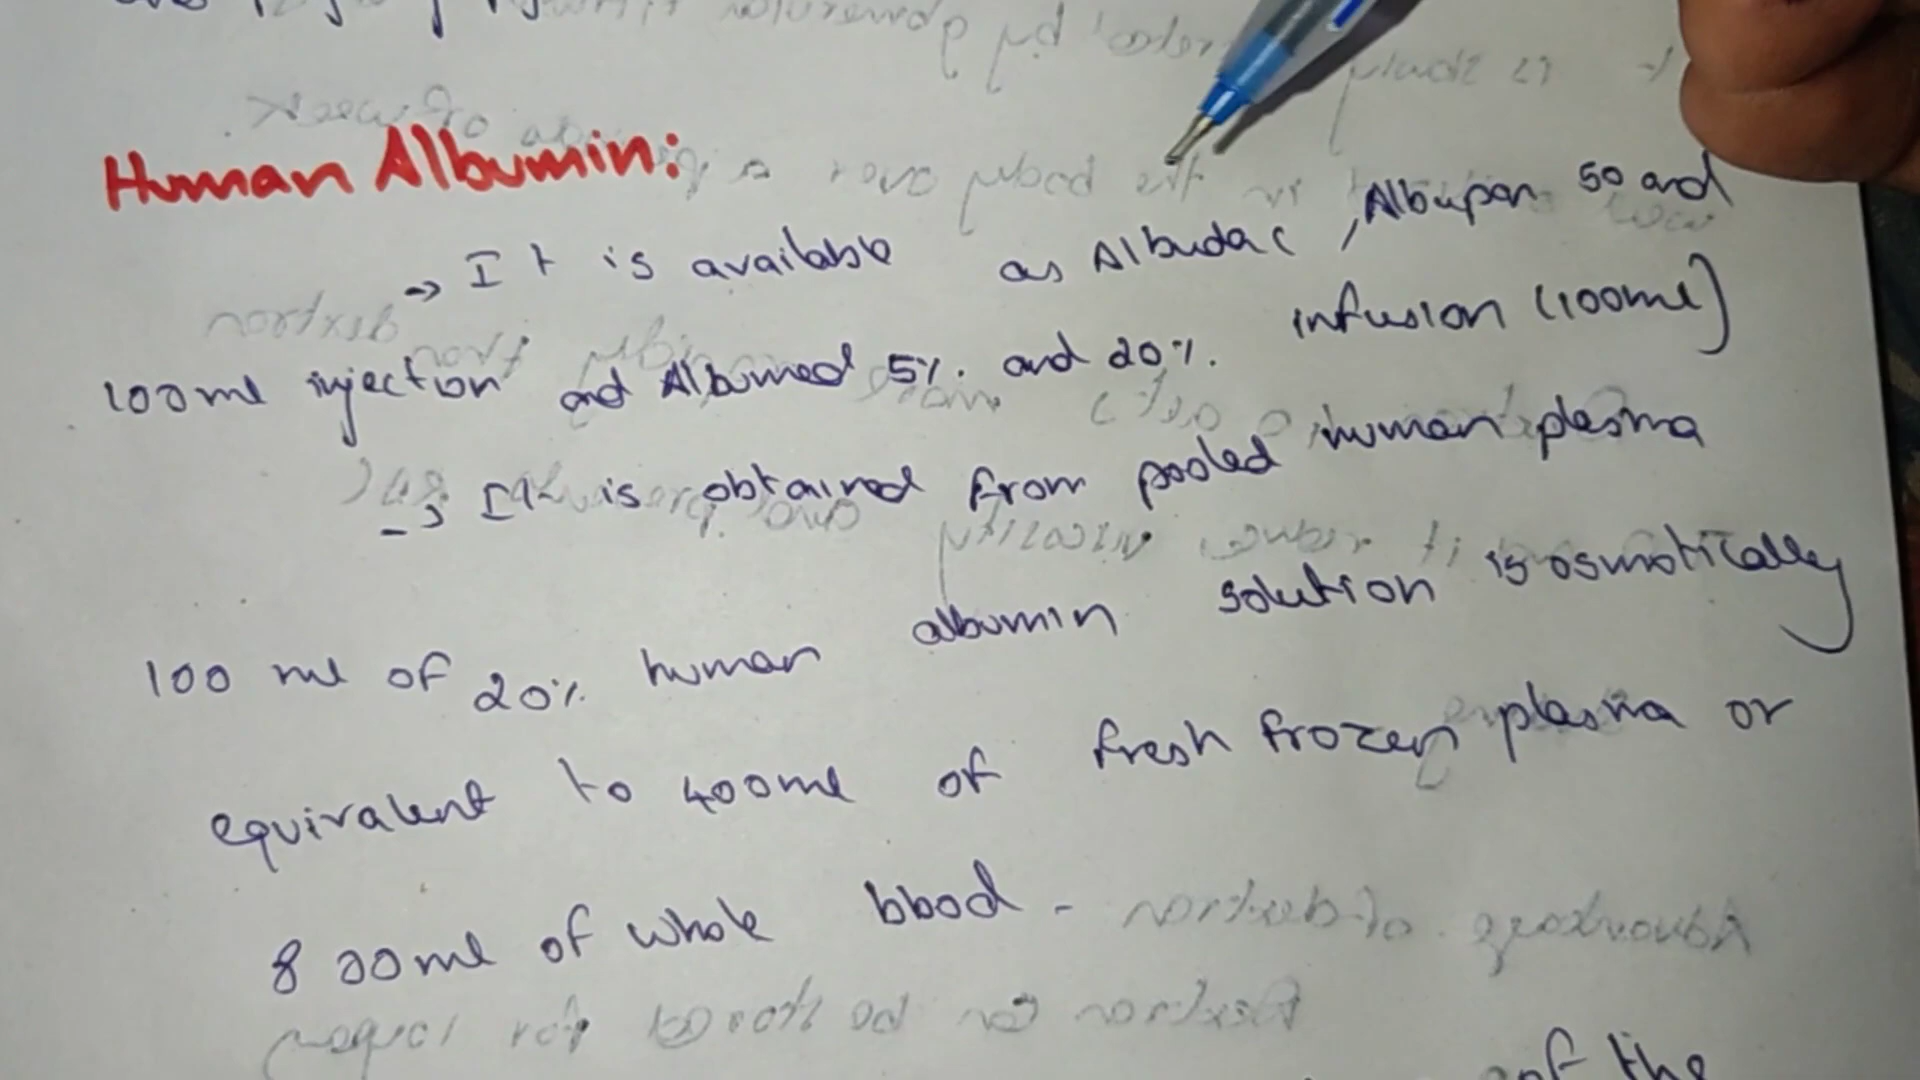 Human Albumin:
→ It is available as Albudac, Albupan 50 and
100ml injection and Albumed 5% and 20% infusion (100ml)
→ It is obtained from pooled human plasma
100 ml of 20% human albumin solution is osmotically
equivalent to 400ml of fresh frozen plasma or
800ml of whole blood -
of the